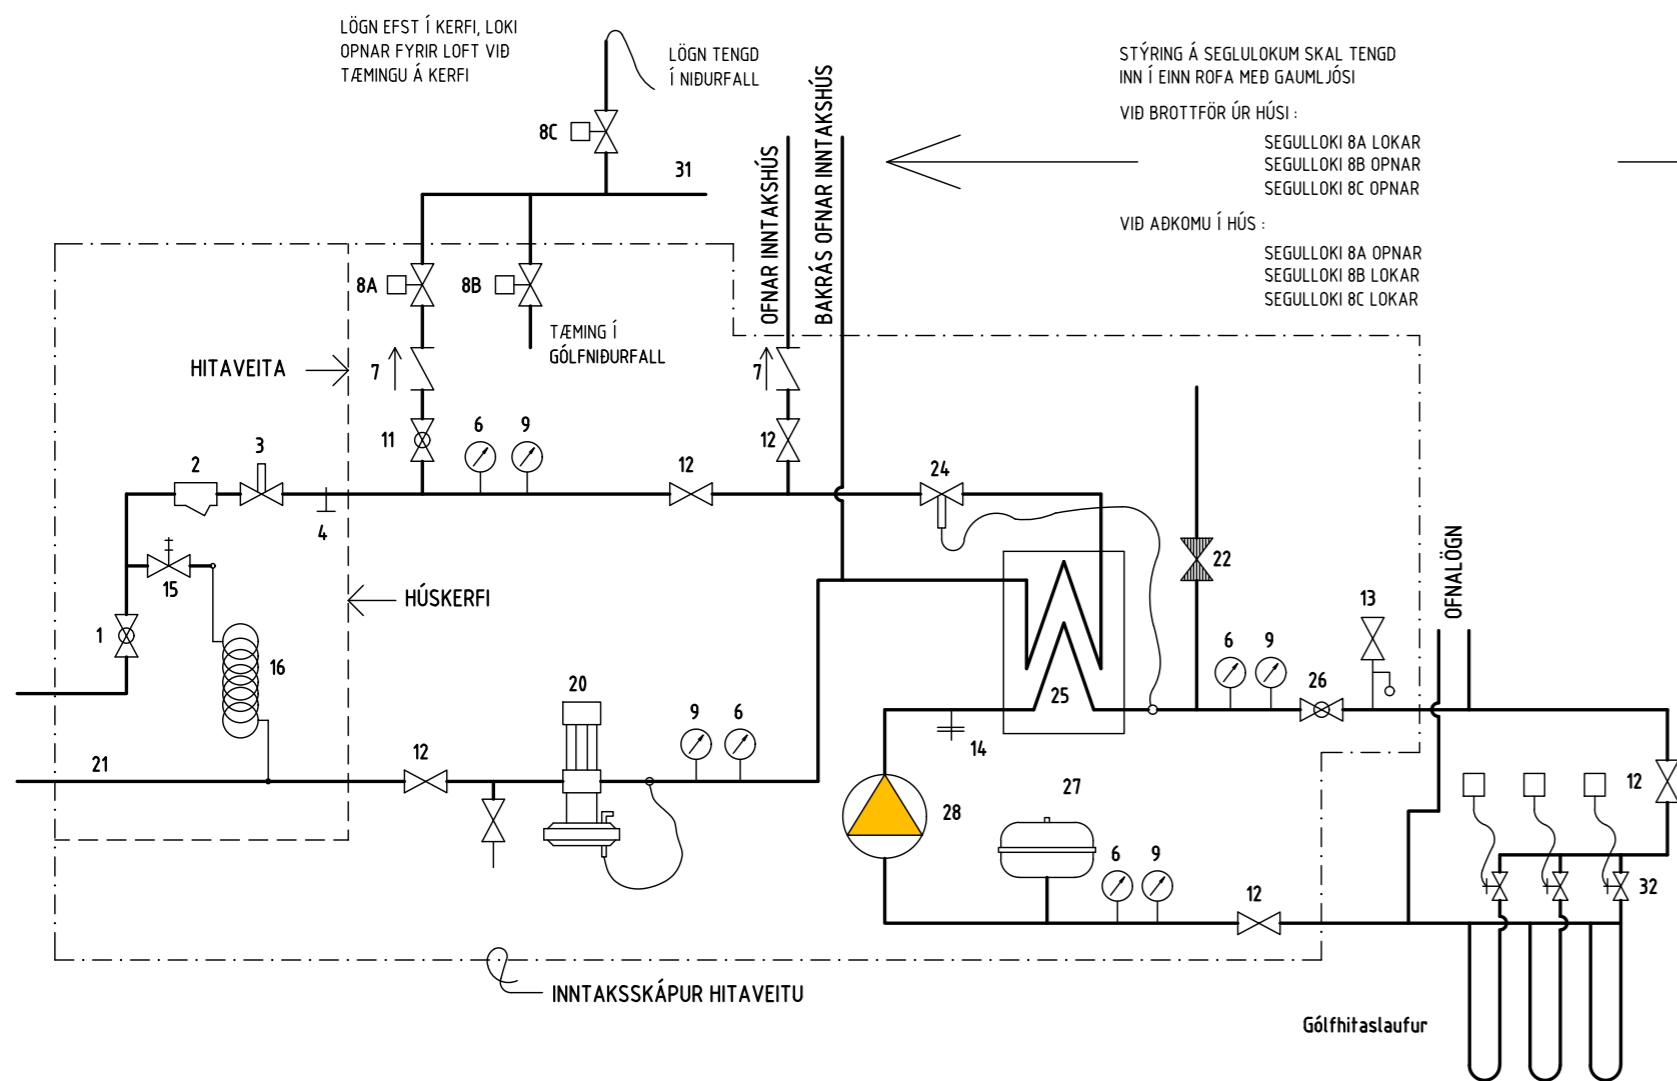 LÖGN EFST Í KERFI, LOKI
OPNAR FYRIR LOFT VIÐ
TÆMINGU Á KERFI
LÖGN TENGD
Í NIÐURFALL
STÝRING Á SEGLULOKUM SKAL TENGD
INN Í EINN ROFA MEÐ GAUMLJÓSI
VIÐ BROTTFÖR ÚR HÚSI :
SEGULLOKI 8A LOKAR
SEGULLOKI 8B OPNAR
SEGULLOKI 8C OPNAR
VIÐ AÐKOMU Í HÚS :
SEGULLOKI 8A OPNAR
SEGULLOKI 8B LOKAR
SEGULLOKI 8C LOKAR
8C
31
OFNAR INNTAKSHÚS
BAKRÁS OFNAR INNTAKSHÚS
8A
8B
TÆMING Í
GÓLFNIÐURFALL
HITAVEITA
7
7
11
6
9
12
12
2
3
4
24
15
HÚSKERFI
22
OFNALÖGN
1
16
13
20
25
6
9
26
21
12
9
6
14
27
12
28
6
9
12
32
INNTAKSSKÁPUR HITAVEITU
Gólfhitaslaufur